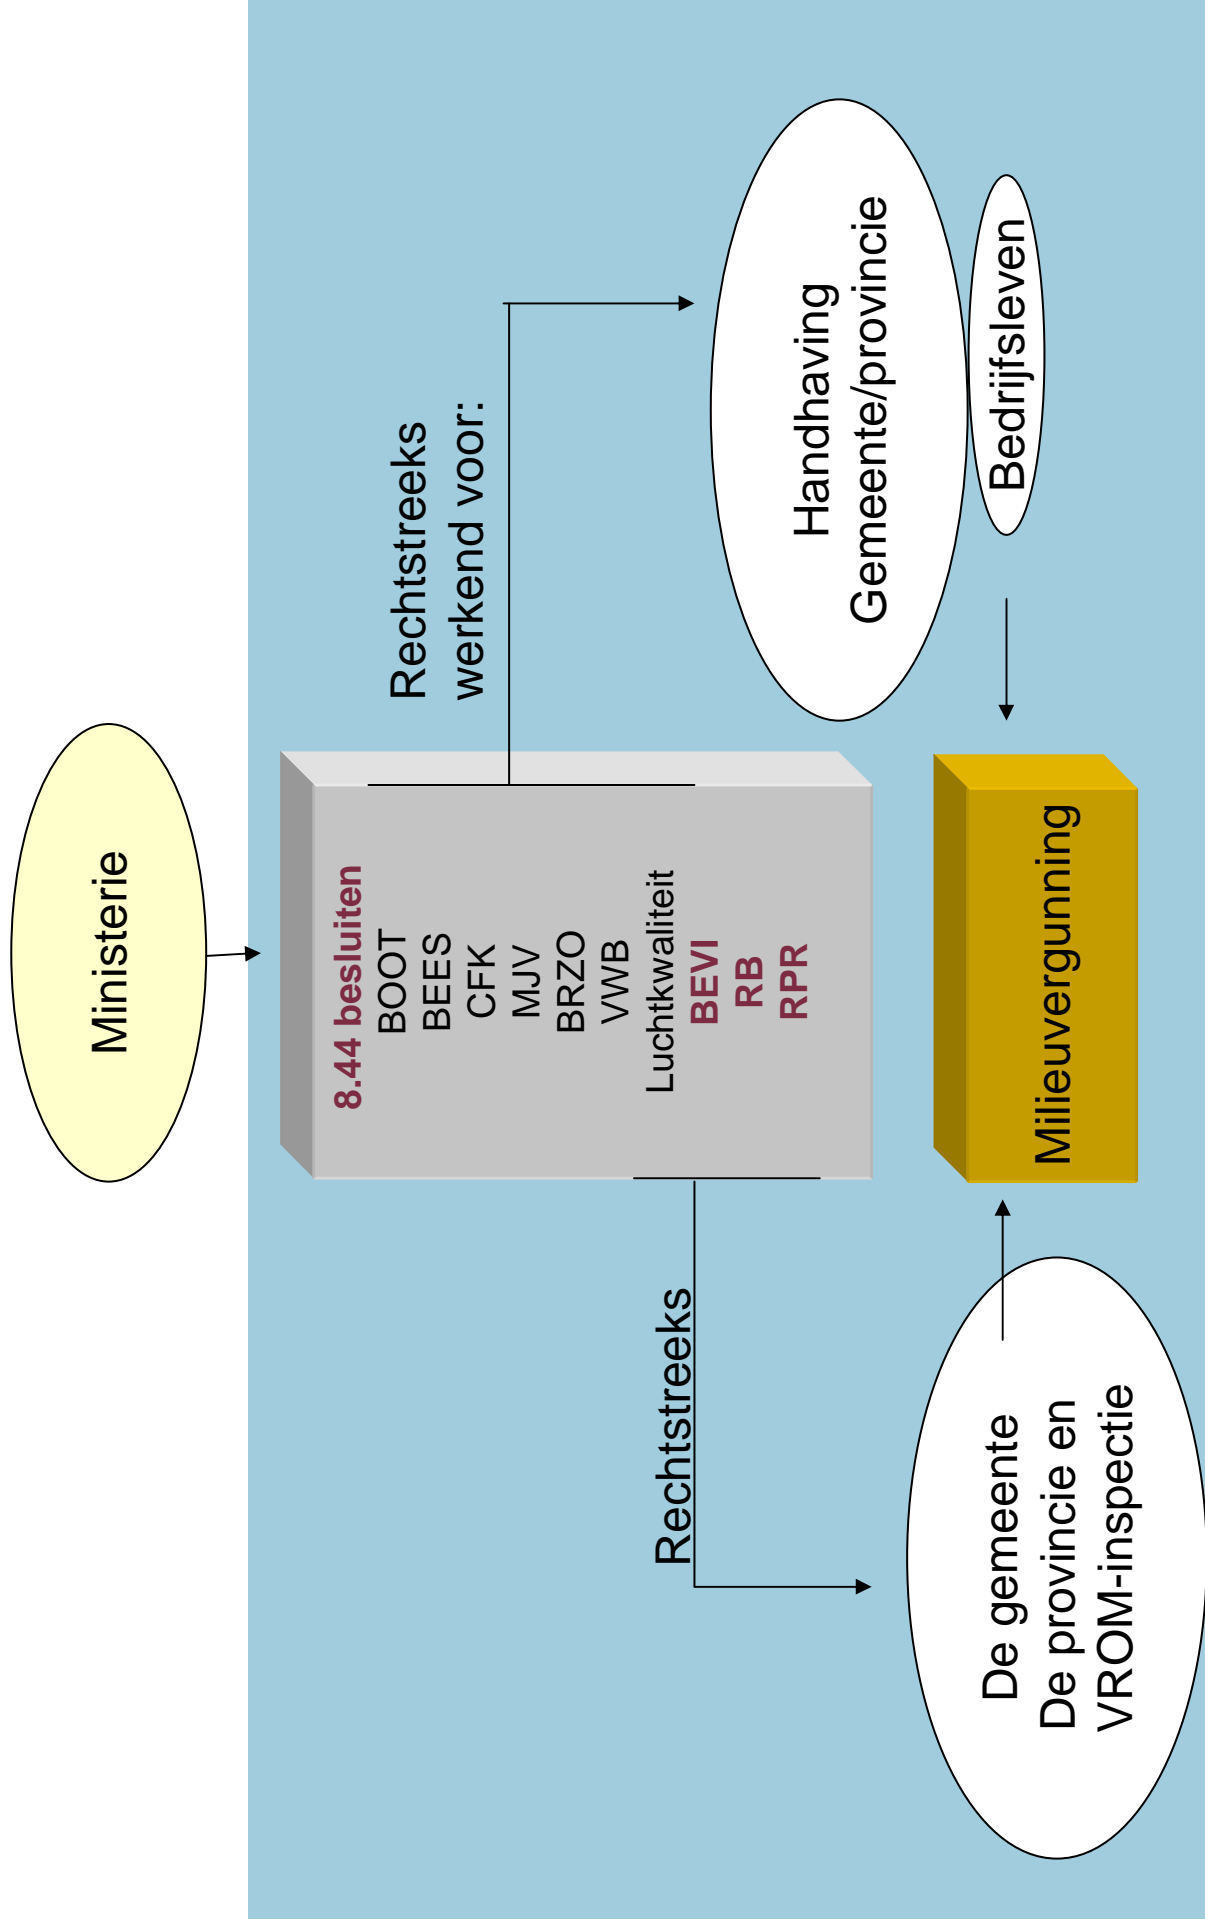 Ministerie
8.44 besluiten
BOOT
BEES
CFK
MJV
BRZO
VWB
Luchtkwaliteit
BEVI
RB
RPR
Rechtstreeks
werkend voor:
Rechtstreeks
Handhaving
Gemeente/provincie
Bedrijfsleven
De gemeente
De provincie en
VROM-inspectie
Milieuvergunning